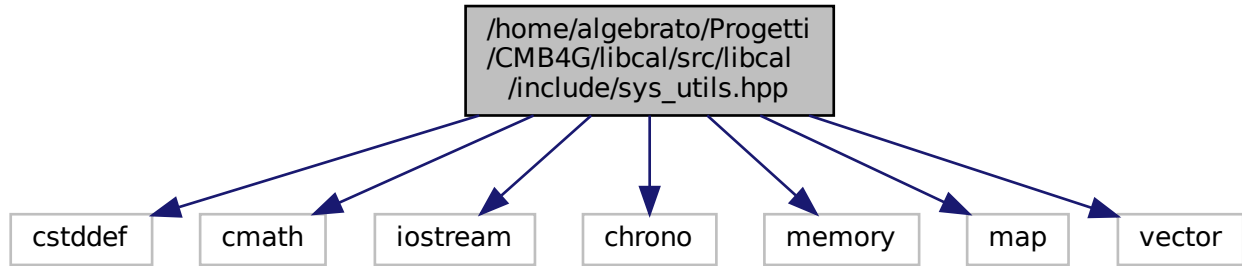 /home/algebrato/Progetti
/CMB4G/libcal/src/libcal
/include/sys_utils.hpp
cstddef
cmath
iostream
chrono
memory
map
vector